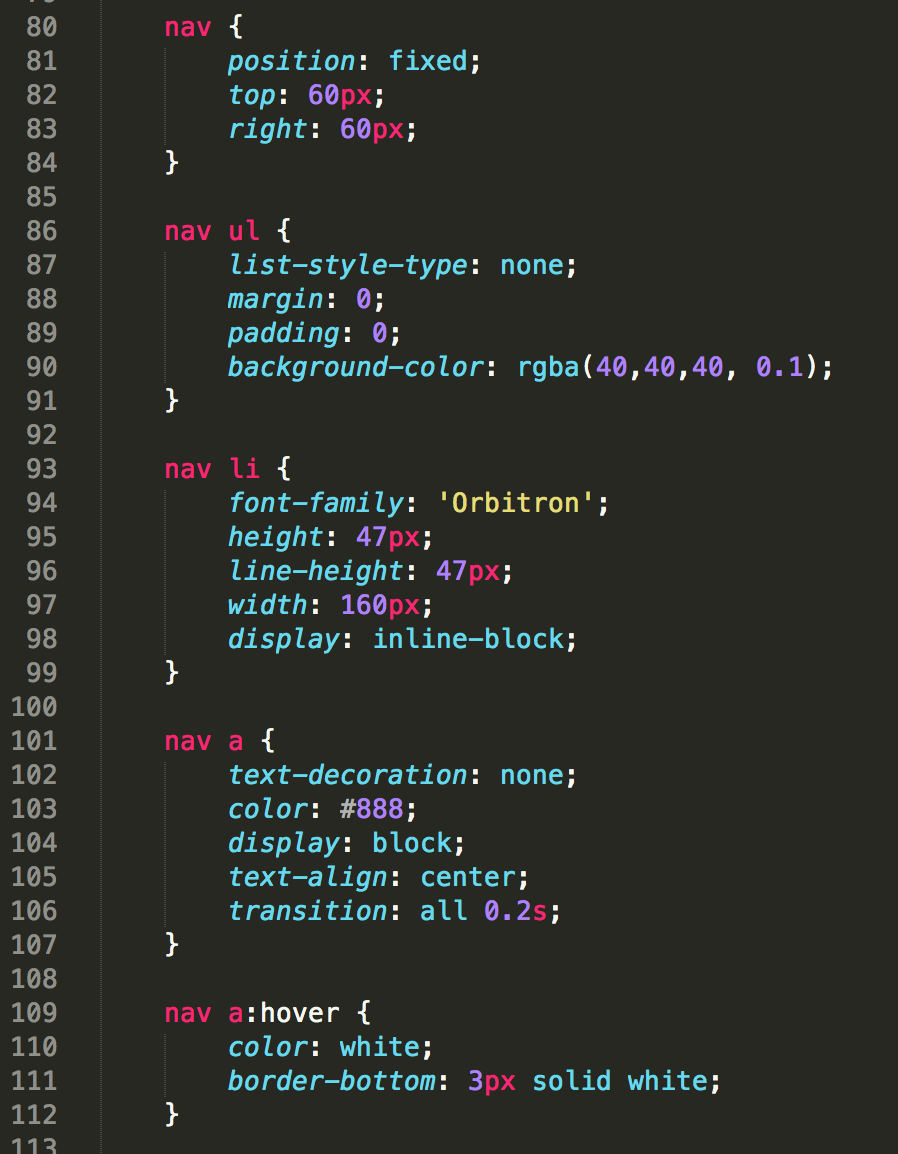 80 nav {
81 position: fixed;
82 top: 60px;
83 right: 60px;
84 }
85
86 nav ul {
87 list-style-type: none;
88 margin: 0;
89 padding: 0;
90 background-color: rgba(40,40,40, 0.1);
91 }
92
93 nav li {
94 font-family: 'Orbitron';
95 height: 47px;
96 line-height: 47px;
97 width: 160px;
98 display: inline-block;
99 }
100
101 nav a {
102 text-decoration: none;
103 color: #888;
104 display: block;
105 text-align: center;
106 transition: all 0.2s;
107 }
108
109 nav a:hover {
110 color: white;
111 border-bottom: 3px solid white;
112 }
113